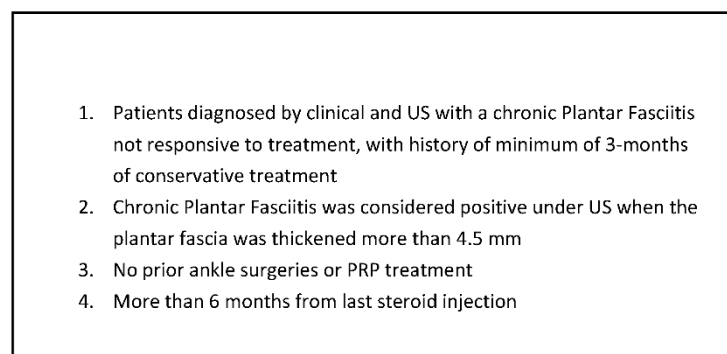 1. Patients diagnosed by clinical and US with a chronic Plantar Fasciitis
not responsive to treatment, with history of minimum of 3-months
of conservative treatment
2. Chronic Plantar Fasciitis was considered positive under US when the
plantar fascia was thickened more than 4.5 mm
3. No prior ankle surgeries or PRP treatment
4. More than 6 months from last steroid injection